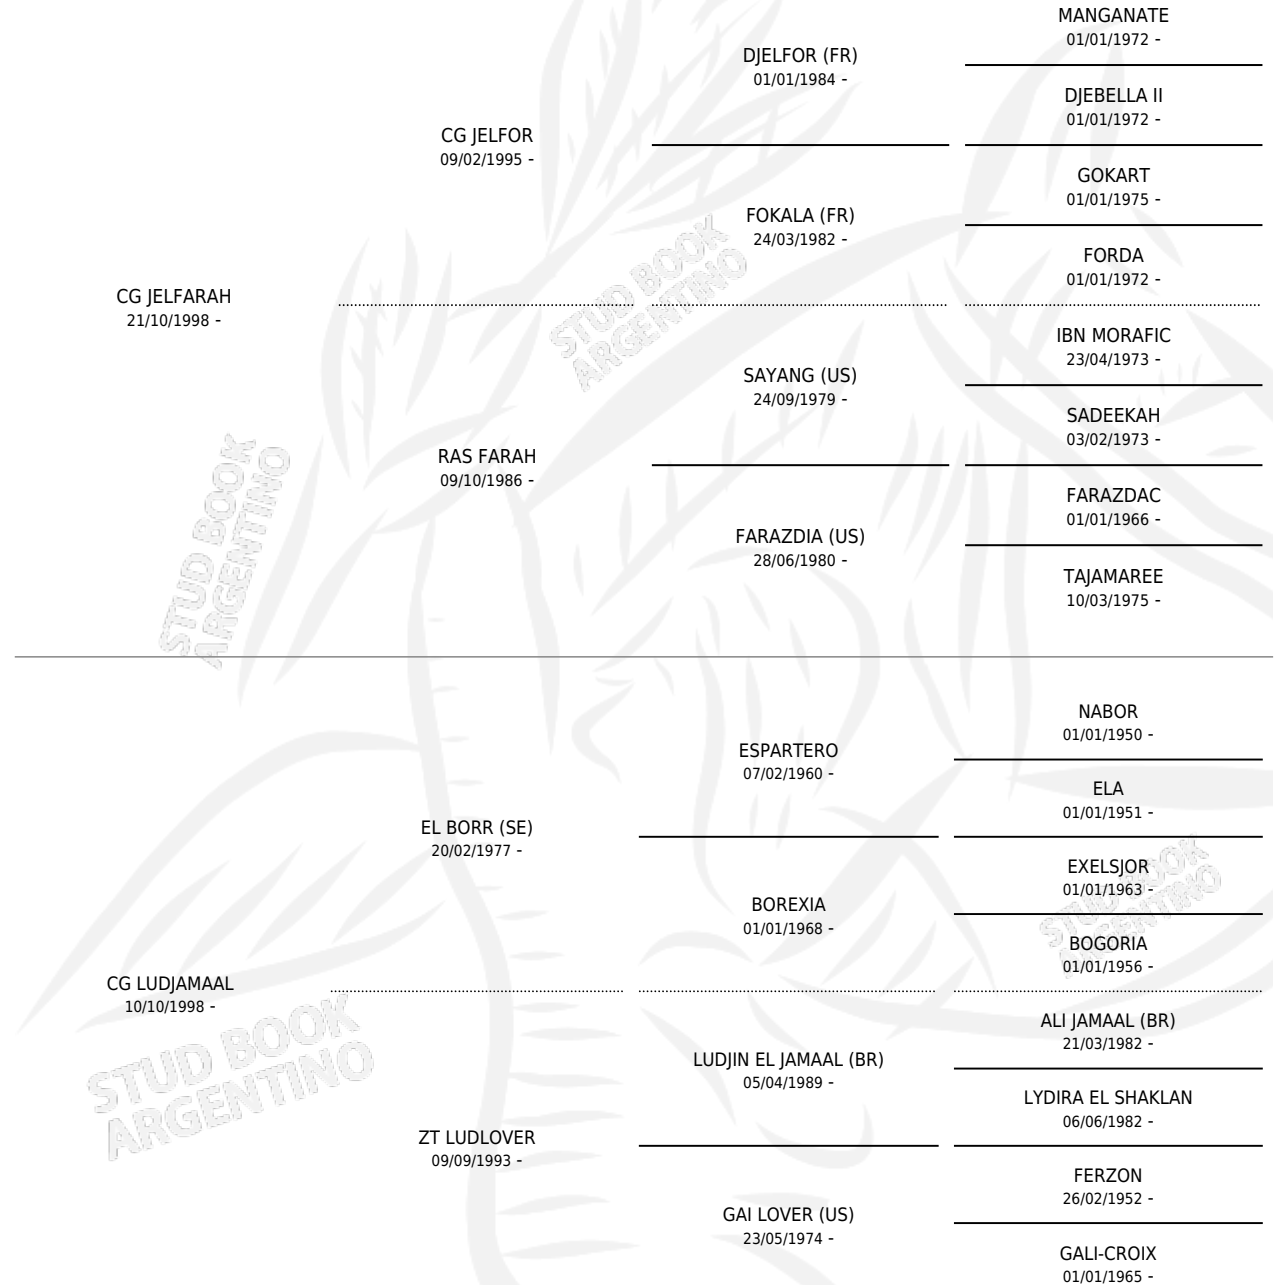 MANGANATE
01/01/1972 -
DJELFOR (FR)
01/01/1984 -
DJEBELLA II
01/01/1972 -
CG JELFOR
09/02/1995 -
GOKART
01/01/1975 -
FOKALA (FR)
24/03/1982 -
FORDA
01/01/1972 -
CG JELFARAH
21/10/1998 -
STUD BOOK
ARGENTINO
IBN MORAFIC
23/04/1973 -
SAYANG (US)
24/09/1979 -
SADEEKAH
03/02/1973 -
RAS FARAH
09/10/1986 -
FARAZDAC
01/01/1966 -
FARAZDIA (US)
28/06/1980 -
TAJAMAREE
10/03/1975 -
STUD BOOK
ARGENTINO
NABOR
01/01/1950 -
ESPARTERO
07/02/1960 -
ELA
01/01/1951 -
EL BORR (SE)
20/02/1977 -
EXELSJOR
01/01/1963 -
BOREXIA
01/01/1968 -
BOGORIA
01/01/1956 -
STUD BOOK
ARGENTINO
CG LUDJAMAAL
10/10/1998 -
ALI JAMAAL (BR)
21/03/1982 -
LUDJIN EL JAMAAL (BR)
05/04/1989 -
LYDIRA EL SHAKLAN
06/06/1982 -
STUD BOOK
ARGENTINO
ZT LUDLOVER
09/09/1993 -
FERZON
26/02/1952 -
GAI LOVER (US)
23/05/1974 -
GALI-CROIX
01/01/1965 -